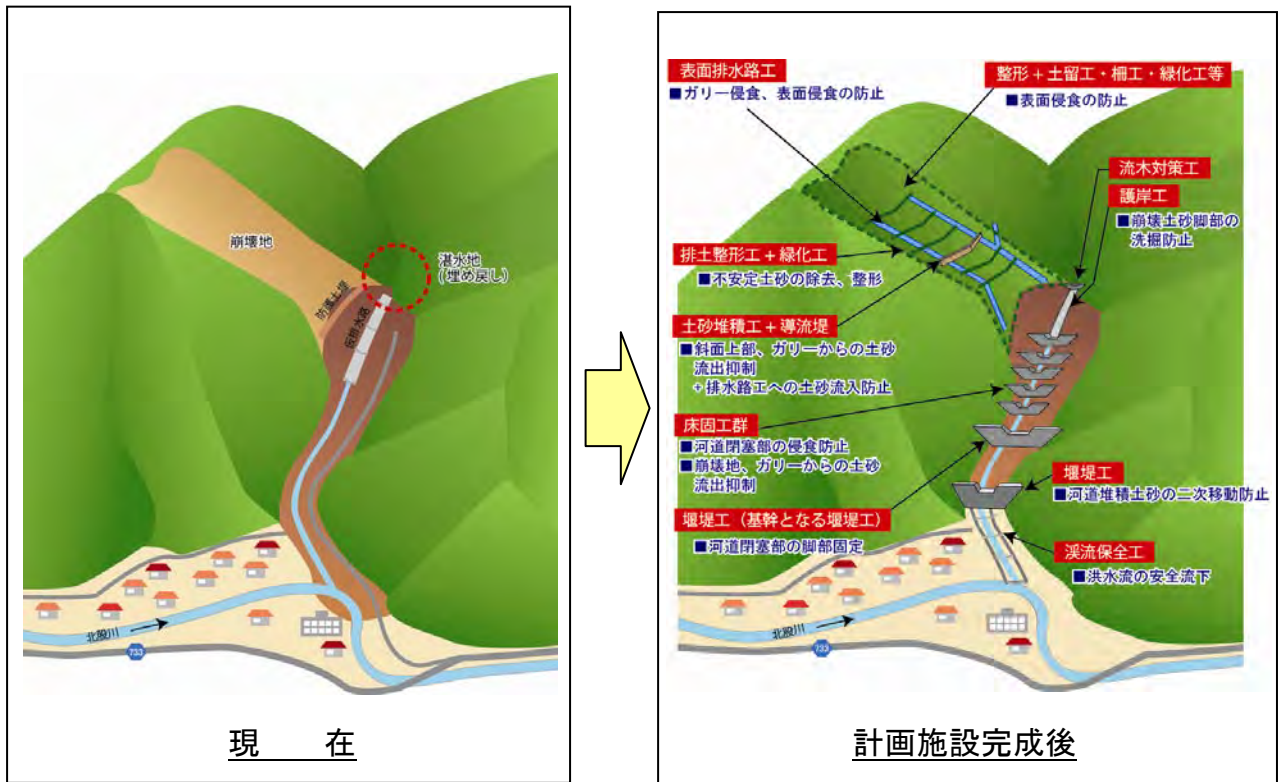 崩壊地
湛水地
(埋め戻し)
防護土堤
仮排水路
北股川
733
現 在
表面排水路工
■ガリー侵食、表面侵食の防止
整形+土留工・柵工・緑化工等
■表面侵食の防止
流木対策工
護岸工
■崩壊土砂脚部の
洗掘防止
排土整形工+緑化工
■不安定土砂の除去、整形
土砂堆積工+導流堤
■斜面上部、ガリーからの土砂
流出抑制
+排水路工への土砂流入防止
床固工群
■河道閉塞部の侵食防止
■崩壊地、ガリーからの土砂
流出抑制
堰堤工
■河道堆積土砂の二次移動防止
堰堤工(基幹となる堰堤工)
■河道閉塞部の脚部固定
渓流保全工
■洪水流の安全流下
北股川
733
計画施設完成後